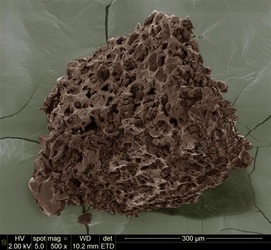 HV spot mag WD det 300 µm
2.00 kV 5.0 500 x 10.2 mm ETD